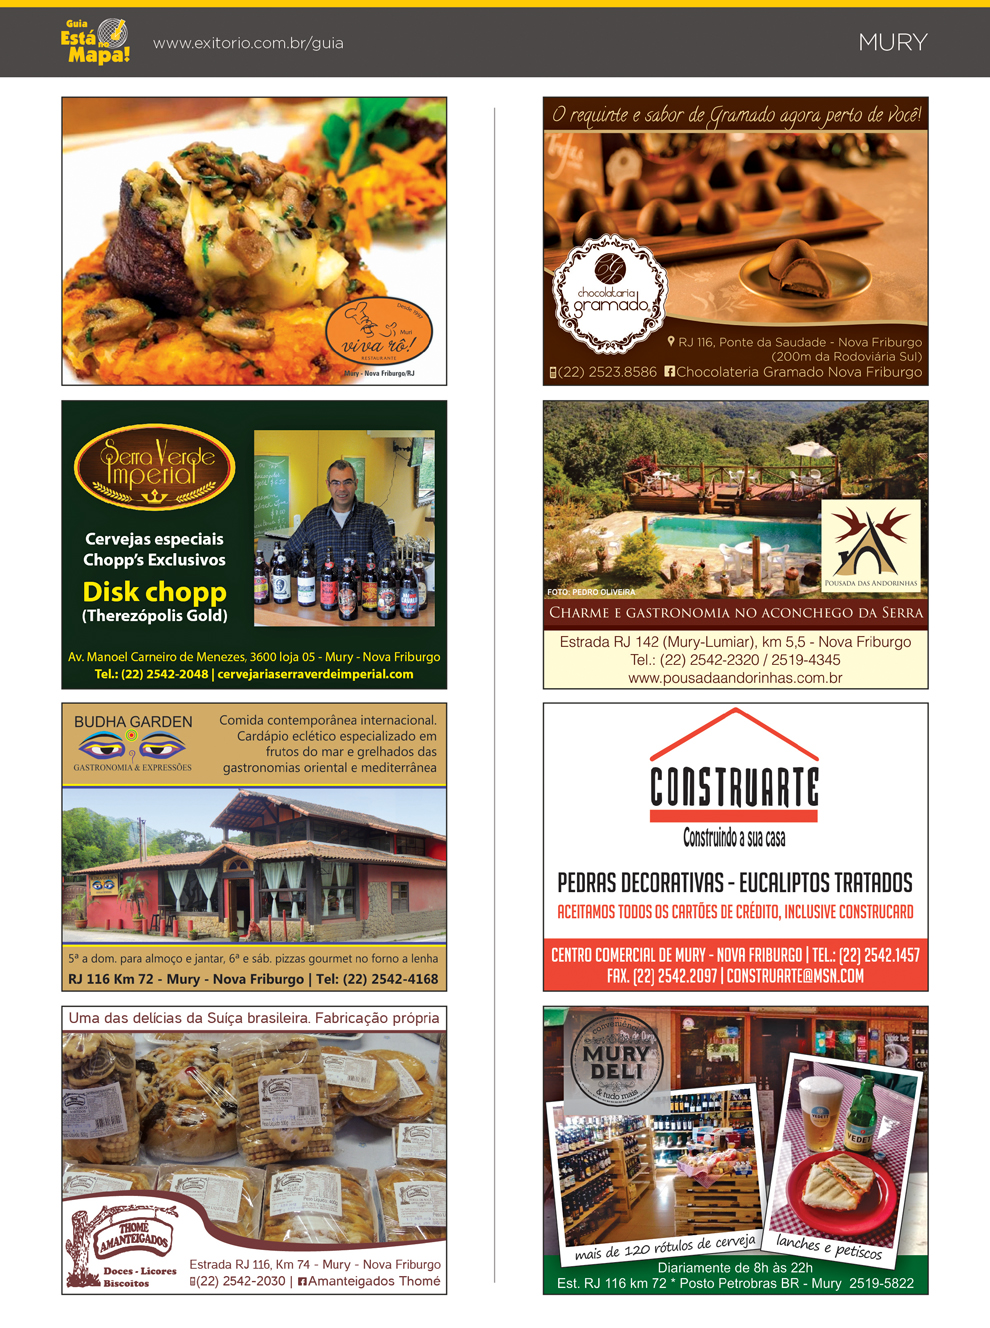 Guia
Está no
Mapa!
www.exitorio.com.br/guia
MURY
Desde 1997
Muri
viva rô!
RESTAURANTE
Mury - Nova Friburgo/RJ
Serra Verde
Imperial
Cervejas especiais
Chopp's Exclusivos
Disk chopp
(Therezópolis Gold)
Av. Manoel Carneiro de Menezes, 3600 loja 05 - Mury - Nova Friburgo
Tel.: (22) 2542-2048 | cervejariaserraverdeimperial.com
BUDHA GARDEN
GASTRONOMIA & EXPRESSÕES
Comida contemporânea internacional.
Cardápio eclético especializado em
frutos do mar e grelhados das
gastronomias oriental e mediterrânea
5ª a dom. para almoço e jantar, 6ª e sáb. pizzas gourmet no forno a lenha
RJ 116 Km 72 - Mury - Nova Friburgo | Tel: (22) 2542-4168
Uma das delícias da Suíça brasileira. Fabricação própria
THOMÉ
AMANTEIGADOS
Doces - Licores
Biscoitos
Estrada RJ 116, Km 74 - Mury - Nova Friburgo
(22) 2542-2030 | Amanteigados Thomé
O requinte e sabor de Gramado agora perto de você!
chocolataria
gramado
RJ 116, Ponte da Saudade - Nova Friburgo
(200m da Rodoviária Sul)
(22) 2523.8586 Chocolateria Gramado Nova Friburgo
POUSADA DAS ANDORINHAS
FOTO: PEDRO OLIVEIRA
CHARME E GASTRONOMIA NO ACONCHEGO DA SERRA
Estrada RJ 142 (Mury-Lumiar), km 5,5 - Nova Friburgo
Tel.: (22) 2542-2320 / 2519-4345
www.pousadaandorinhas.com.br
CONSTRUARTE
Construindo a sua casa
PEDRAS DECORATIVAS - EUCALIPTOS TRATADOS
ACEITAMOS TODOS OS CARTÕES DE CRÉDITO, INCLUSIVE CONSTRUCARD
CENTRO COMERCIAL DE MURY - NOVA FRIBURGO | TEL.: (22) 2542.1457
FAX. (22) 2542.2097 | CONSTRUARTE@MSN.COM
MURY
DELI
& tudo mais
VEDETT
VEDETT
mais de 120 rótulos de cerveja
lanches e petiscos
Diariamente de 8h às 22h
Est. RJ 116 km 72 * Posto Petrobras BR - Mury 2519-5822